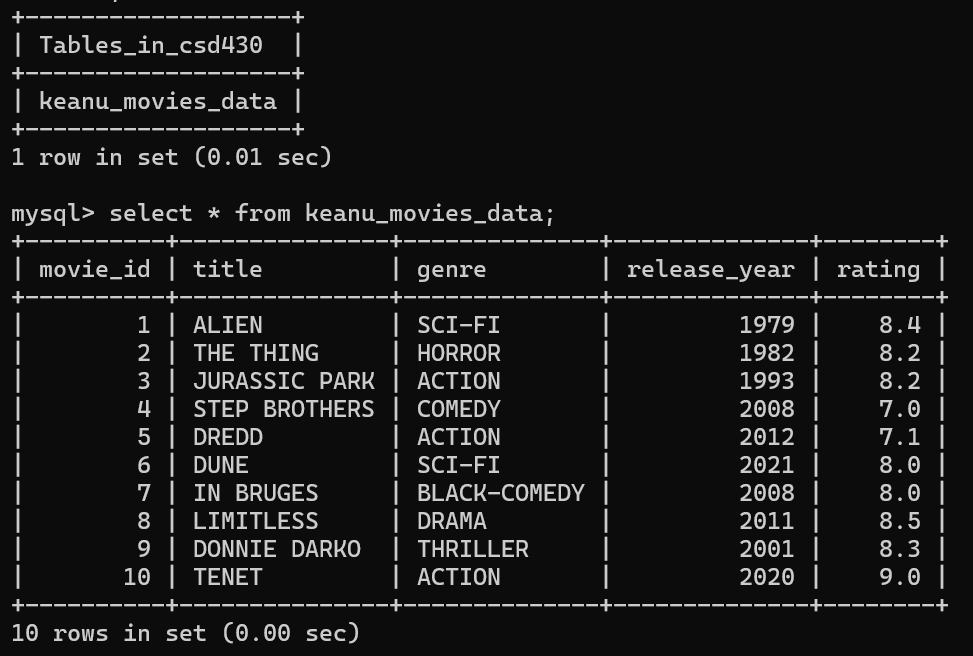 +-------------------+
| Tables_in_csd430  |
+-------------------+
| keanu_movies_data |
+-------------------+
1 row in set (0.01 sec)

mysql> select * from keanu_movies_data;
+----------+---------------+--------------+--------------+--------+
| movie_id | title         | genre        | release_year | rating |
+----------+---------------+--------------+--------------+--------+
|        1 | ALIEN         | SCI-FI       |         1979 |    8.4 |
|        2 | THE THING     | HORROR       |         1982 |    8.2 |
|        3 | JURASSIC PARK | ACTION       |         1993 |    8.2 |
|        4 | STEP BROTHERS | COMEDY       |         2008 |    7.0 |
|        5 | DREDD         | ACTION       |         2012 |    7.1 |
|        6 | DUNE          | SCI-FI       |         2021 |    8.0 |
|        7 | IN BRUGES     | BLACK-COMEDY |         2008 |    8.0 |
|        8 | LIMITLESS     | DRAMA        |         2011 |    8.5 |
|        9 | DONNIE DARKO  | THRILLER     |         2001 |    8.3 |
|       10 | TENET         | ACTION       |         2020 |    9.0 |
+----------+---------------+--------------+--------------+--------+
10 rows in set (0.00 sec)